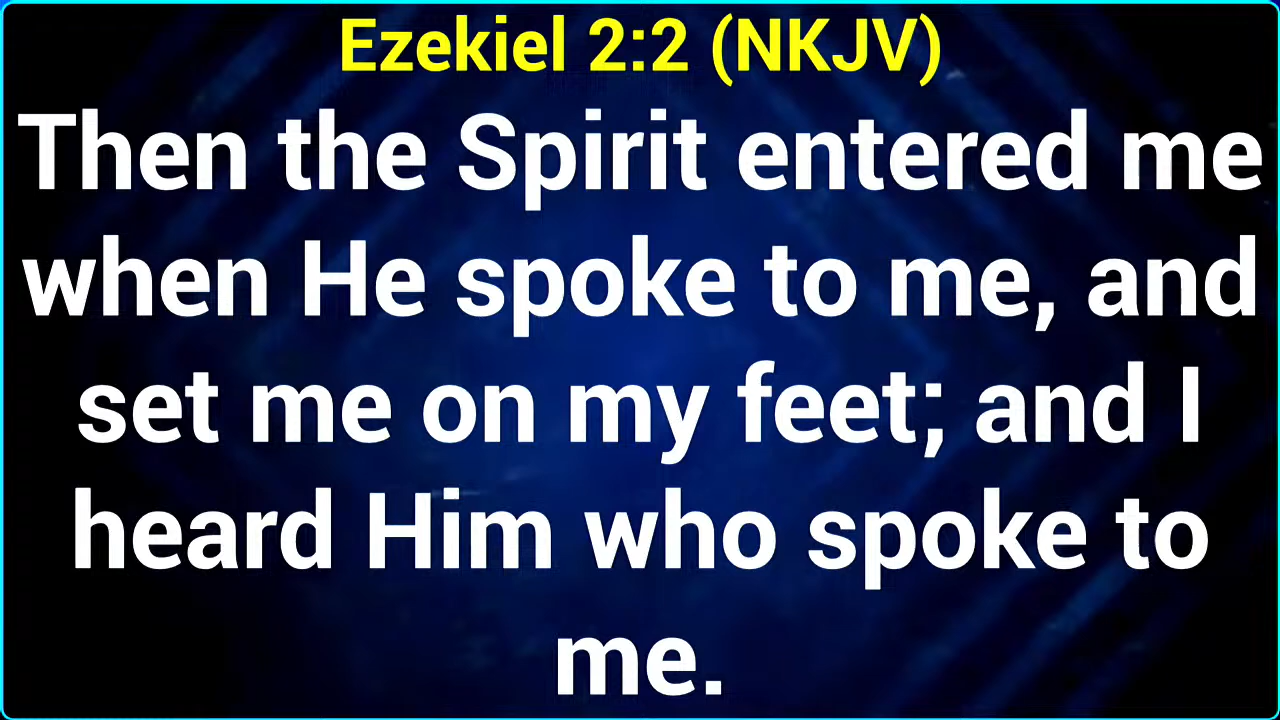 Ezekiel 2:2 (NKJV)
Then the Spirit entered me
when He spoke to me, and
set me on my feet; and I
heard Him who spoke to
me.